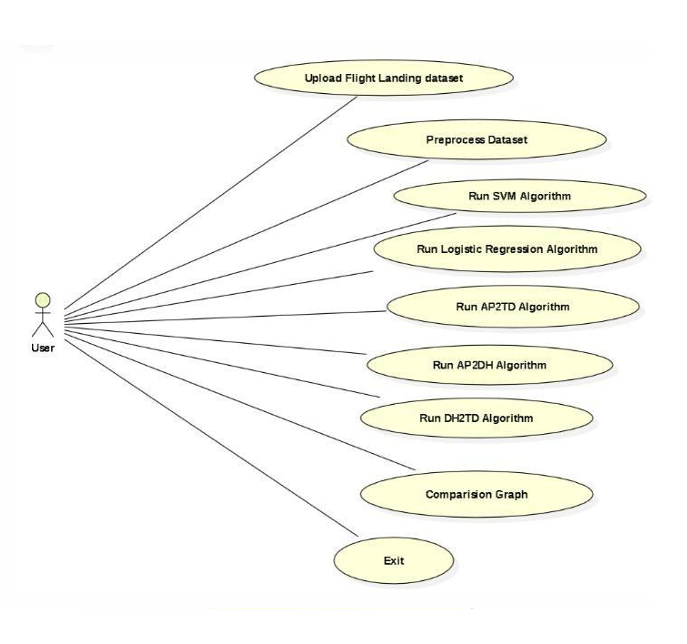 Upload Flight Landing dataset
Preprocess Dataset
Run SVM Algorithm
Run Logistic Regression Algorithm
Run AP2TD Algorithm
User
Run AP2DH Algorithm
Run DH2TD Algorithm
Comparision Graph
Exit